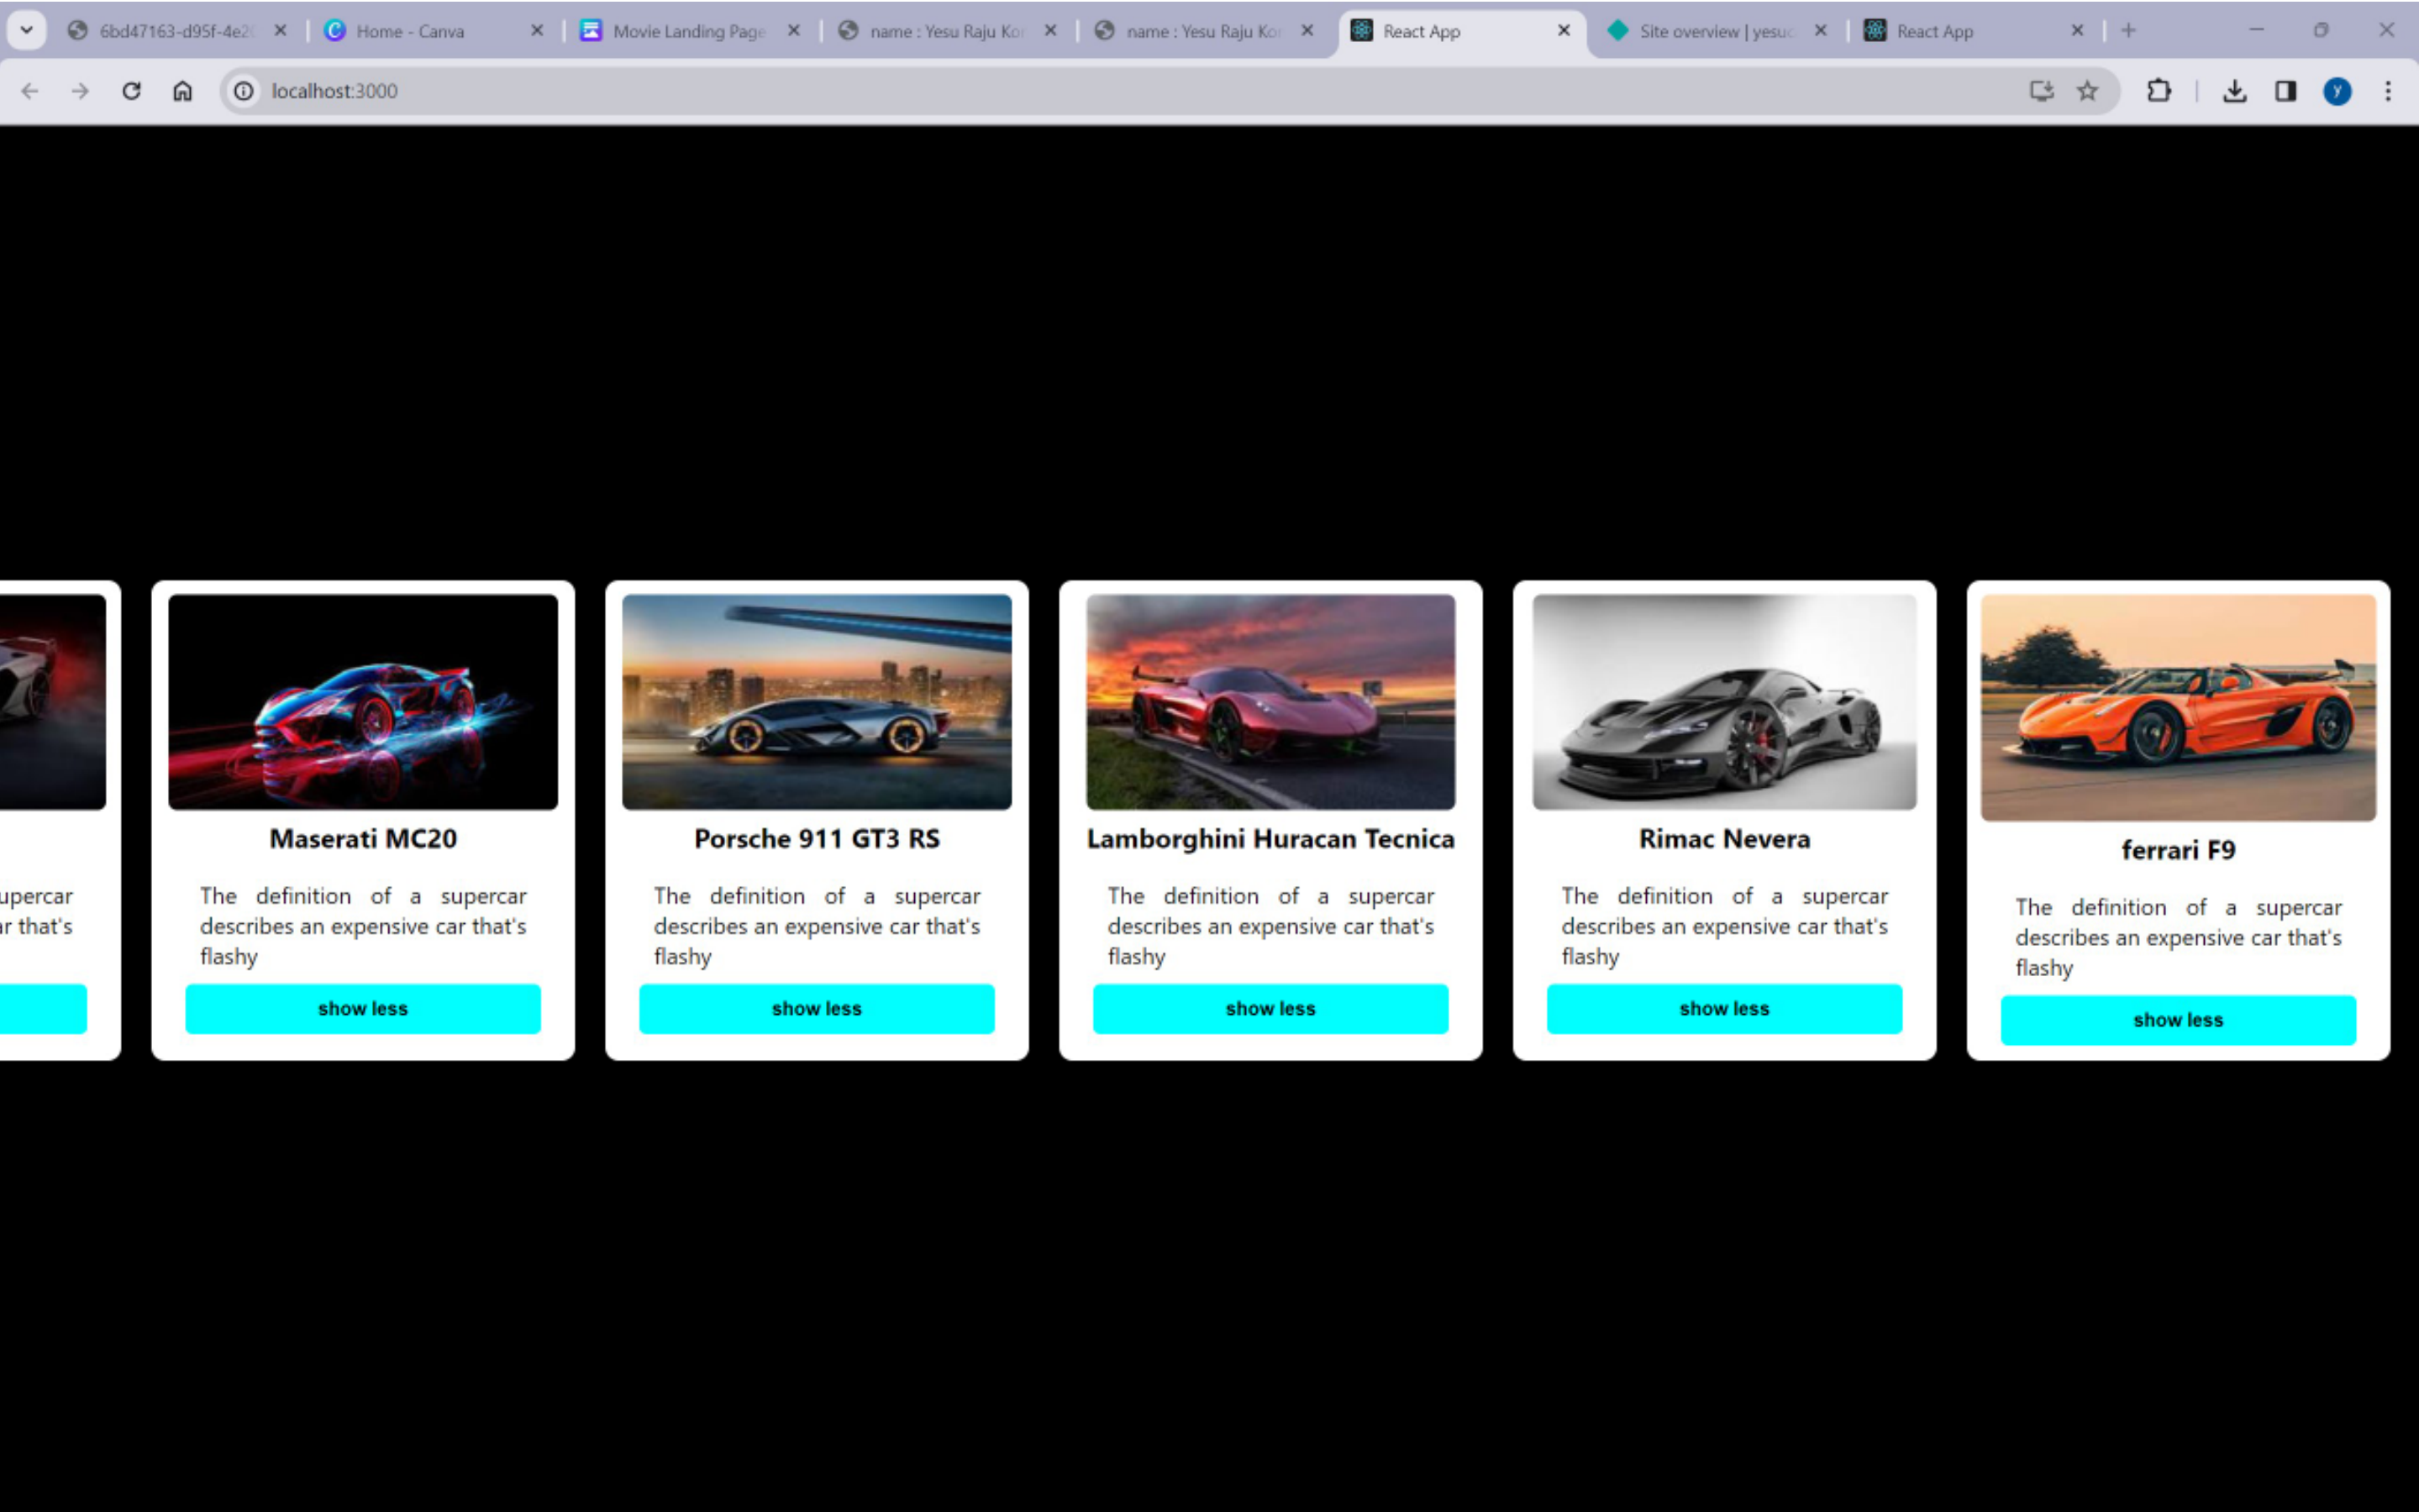 6bd47163-d95f-4e2
Home - Canva
Movie Landing Page
name : Yesu Raju Ko
name : Yesu Raju Ko
React App
Site overview | yesu
React App
localhost:3000
y
upercar
ar that's
Maserati MC20
The definition of a supercar
describes an expensive car that's
flashy
show less
Porsche 911 GT3 RS
The definition of a supercar
describes an expensive car that's
flashy
show less
Lamborghini Huracan Tecnica
The definition of a supercar
describes an expensive car that's
flashy
show less
Rimac Nevera
The definition of a supercar
describes an expensive car that's
flashy
show less
ferrari F9
The definition of a supercar
describes an expensive car that's
flashy
show less